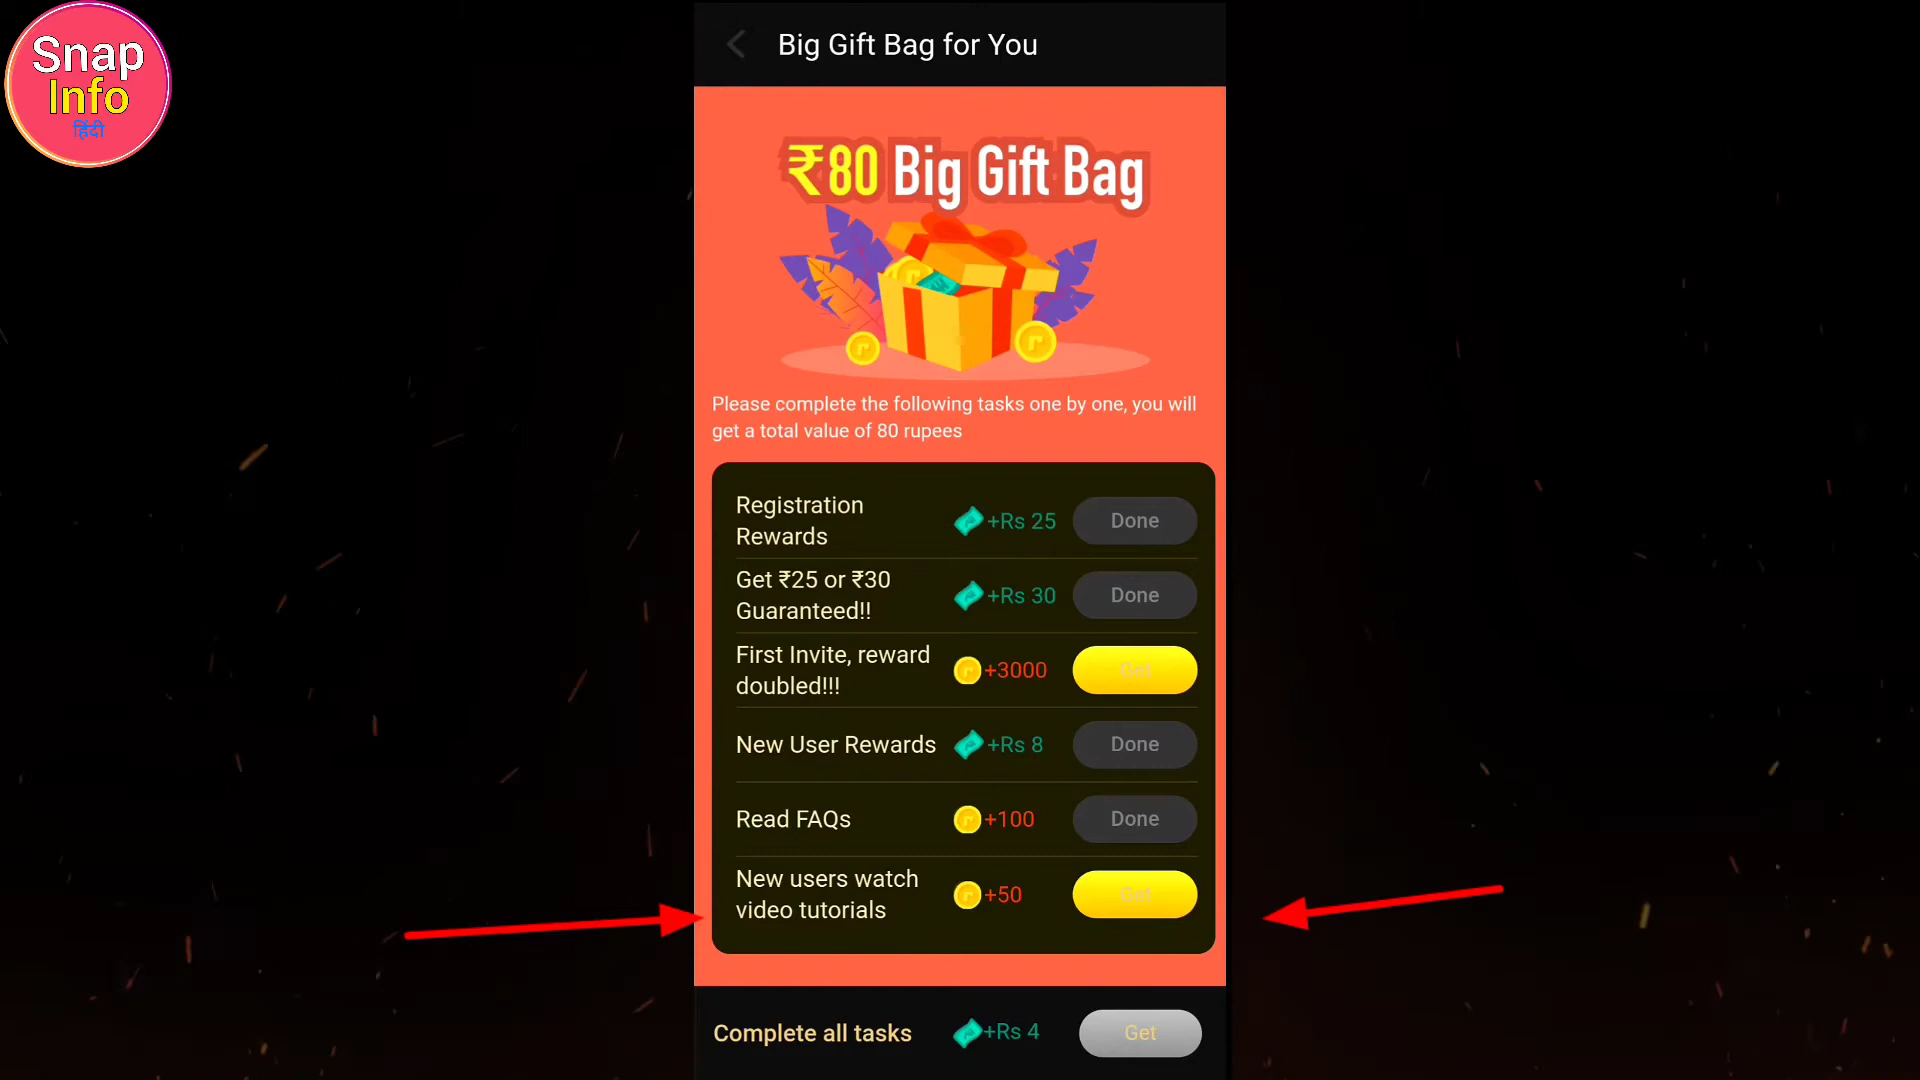 Snap
Info
हिंदी
Big Gift Bag for You
₹80 Big Gift Bag
Please complete the following tasks one by one, you will
get a total value of 80 rupees
Registration
Rewards
+Rs 25
Done
Get ₹25 or ₹30
Guaranteed!!
+Rs 30
Done
First Invite, reward
doubled!!!
+3000
Get
New User Rewards
+Rs 8
Done
Read FAQs
+100
Done
New users watch
video tutorials
+50
Get
Complete all tasks
+Rs 4
Get